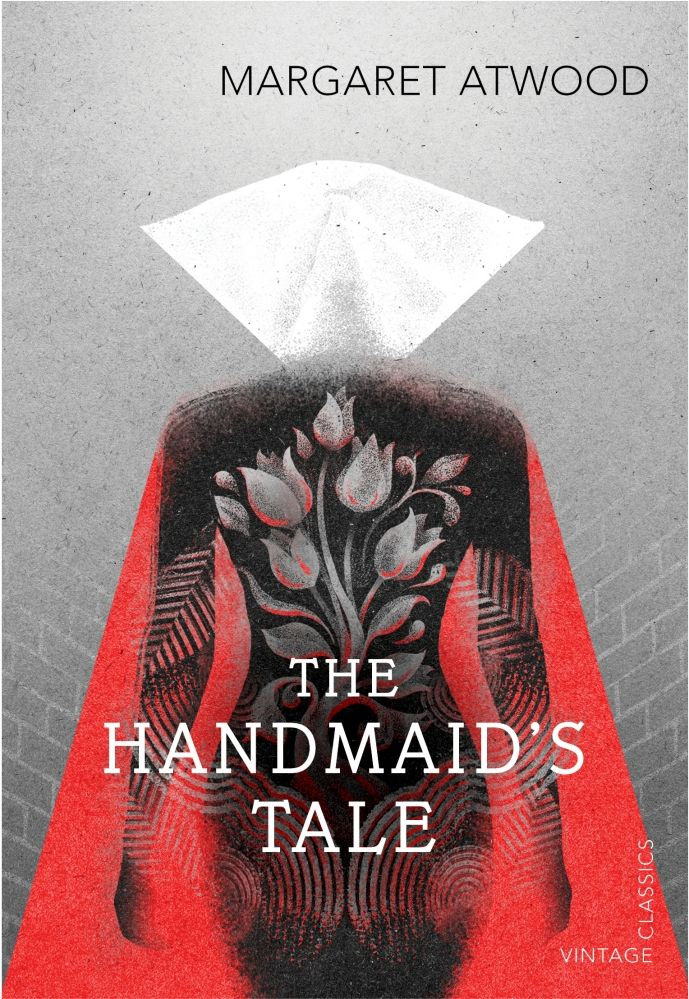 MARGARET ATWOOD
THE
HANDMAID'S
TALE
VINTAGE CLASSICS